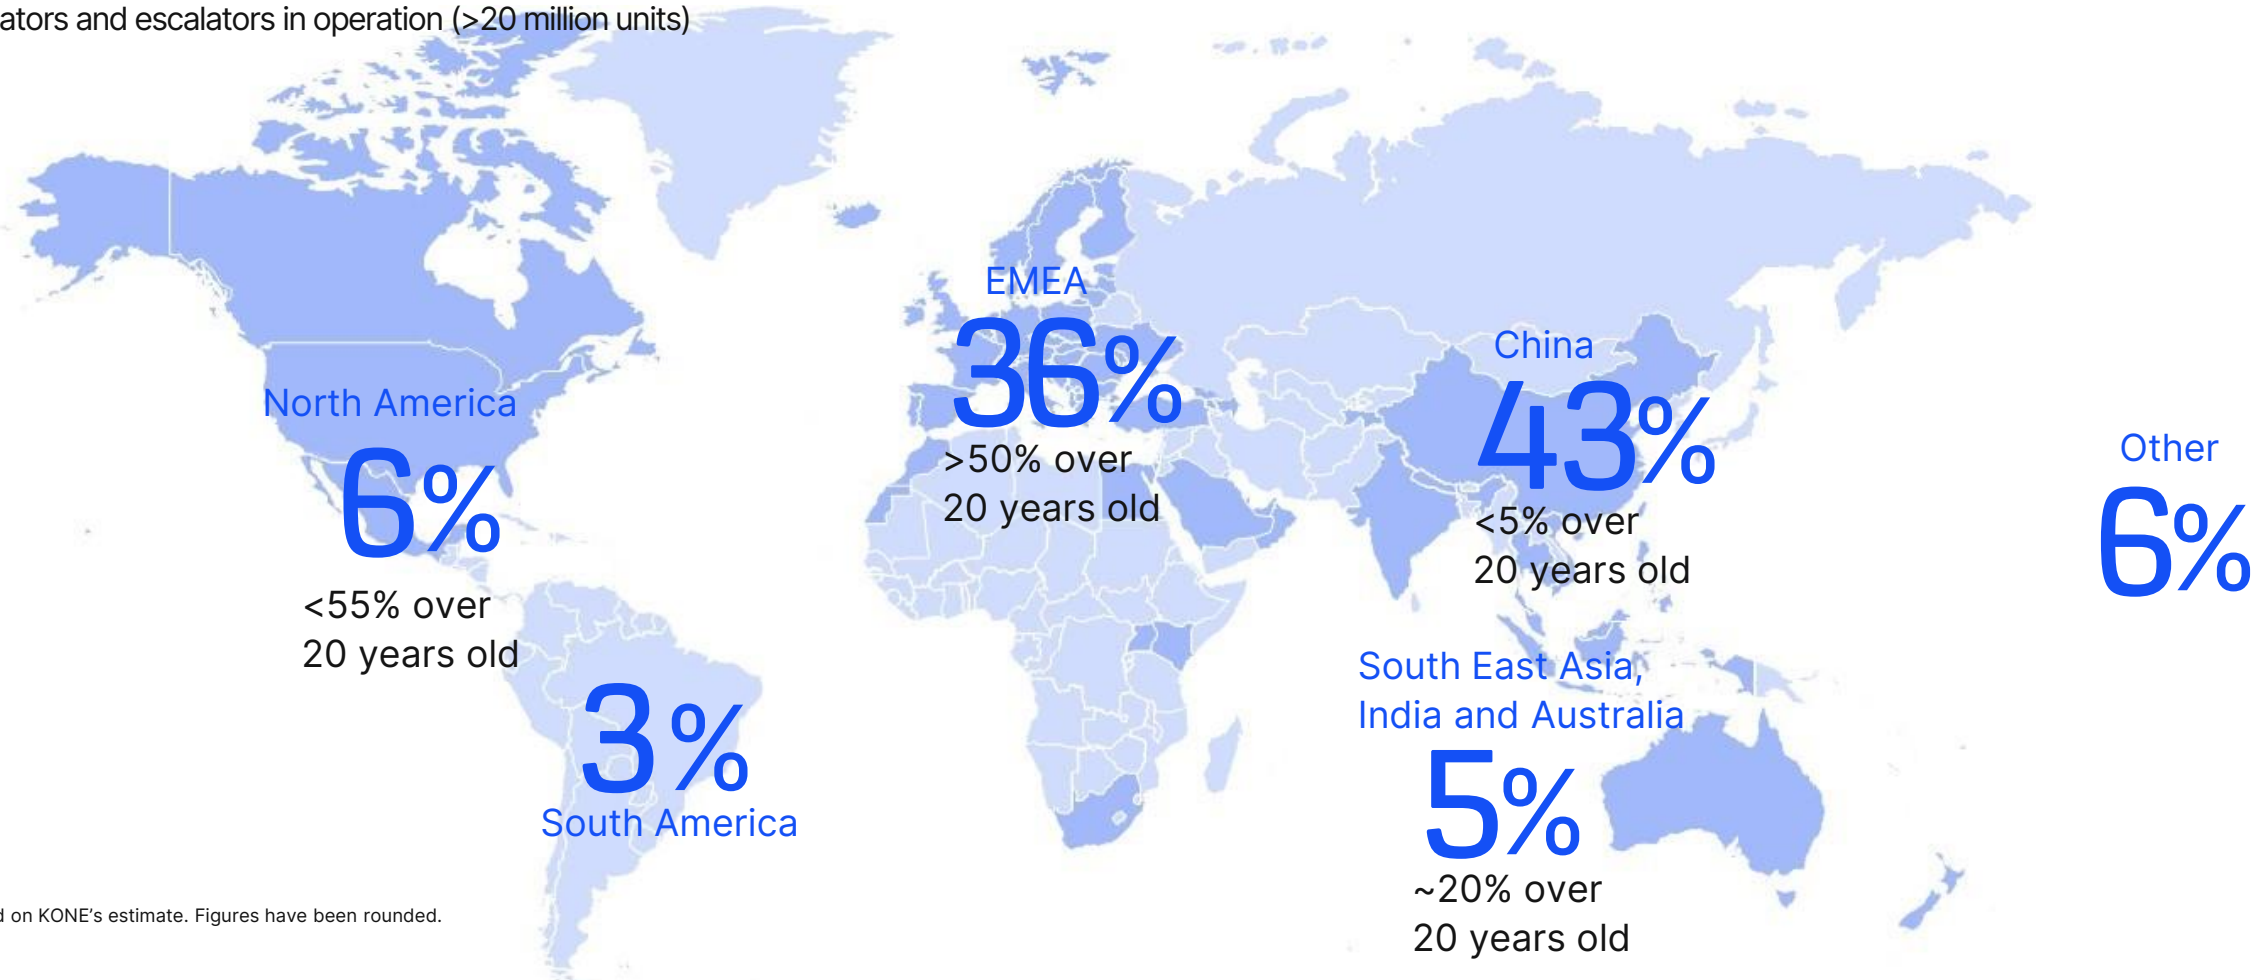 ators and escalators in operation (>20 million units)
EMEA
36%
>50% over
20 years old
China
43%
<5% over
20 years old
North America
6%
<55% over
20 years old
Other
6%
3%
South America
South East Asia,
India and Australia
5%
~20% over
20 years old
on KONE’s estimate. Figures have been rounded.